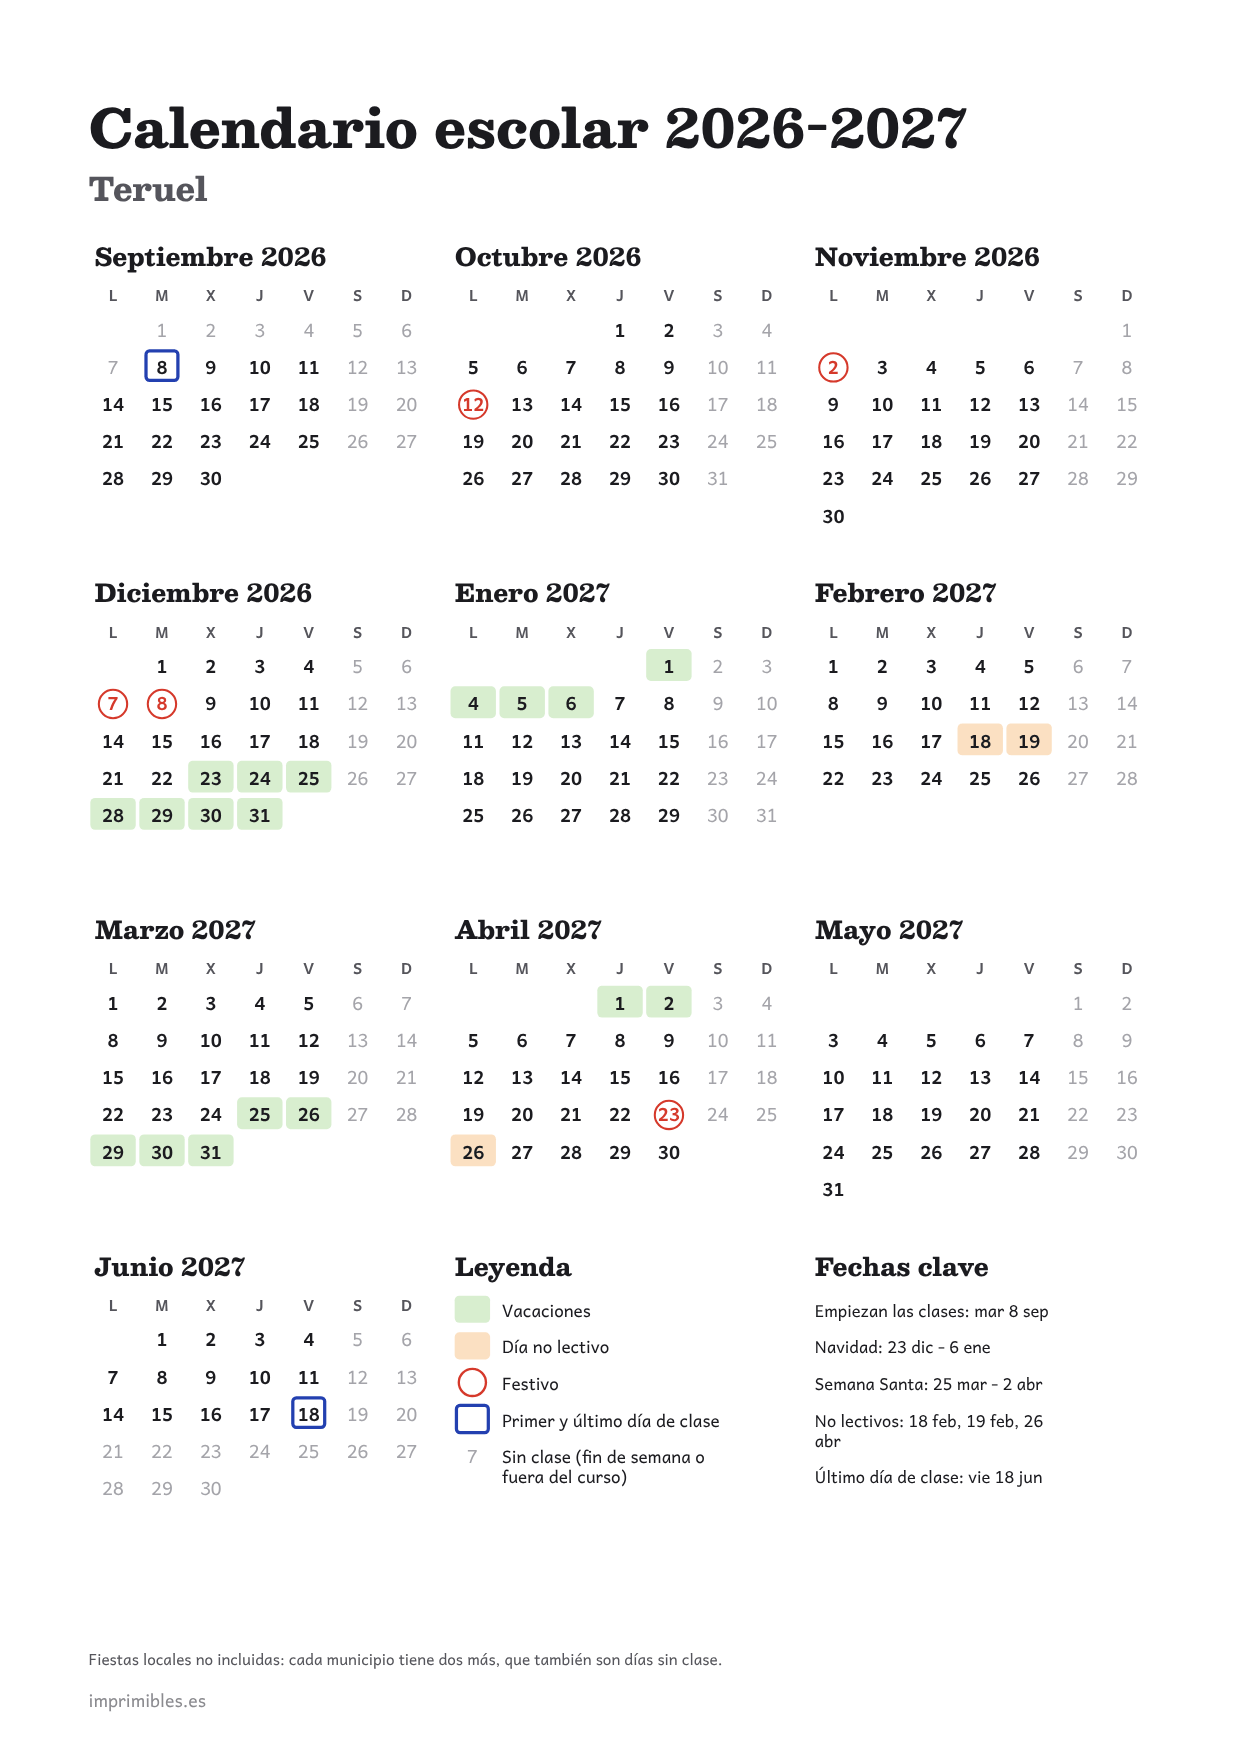 Calendario escolar 2026-2027
Teruel
Septiembre 2026
L M X J V S D
1 2 3 4 5 6
7 8 9 10 11 12 13
14 15 16 17 18 19 20
21 22 23 24 25 26 27
28 29 30
Octubre 2026
L M X J V S D
1 2 3 4
5 6 7 8 9 10 11
12 13 14 15 16 17 18
19 20 21 22 23 24 25
26 27 28 29 30 31
Noviembre 2026
L M X J V S D
1
2 3 4 5 6 7 8
9 10 11 12 13 14 15
16 17 18 19 20 21 22
23 24 25 26 27 28 29
30
Diciembre 2026
L M X J V S D
1 2 3 4 5 6
7 8 9 10 11 12 13
14 15 16 17 18 19 20
21 22 23 24 25 26 27
28 29 30 31
Enero 2027
L M X J V S D
1 2 3
4 5 6 7 8 9 10
11 12 13 14 15 16 17
18 19 20 21 22 23 24
25 26 27 28 29 30 31
Febrero 2027
L M X J V S D
1 2 3 4 5 6 7
8 9 10 11 12 13 14
15 16 17 18 19 20 21
22 23 24 25 26 27 28
Marzo 2027
L M X J V S D
1 2 3 4 5 6 7
8 9 10 11 12 13 14
15 16 17 18 19 20 21
22 23 24 25 26 27 28
29 30 31
Abril 2027
L M X J V S D
1 2 3 4
5 6 7 8 9 10 11
12 13 14 15 16 17 18
19 20 21 22 23 24 25
26 27 28 29 30
Mayo 2027
L M X J V S D
1 2
3 4 5 6 7 8 9
10 11 12 13 14 15 16
17 18 19 20 21 22 23
24 25 26 27 28 29 30
31
Junio 2027
L M X J V S D
1 2 3 4 5 6
7 8 9 10 11 12 13
14 15 16 17 18 19 20
21 22 23 24 25 26 27
28 29 30
Leyenda
Vacaciones
Día no lectivo
Festivo
Primer y último día de clase
7 Sin clase (fin de semana o
fuera del curso)
Fechas clave
Empiezan las clases: mar 8 sep
Navidad: 23 dic - 6 ene
Semana Santa: 25 mar - 2 abr
No lectivos: 18 feb, 19 feb, 26
abr
Último día de clase: vie 18 jun
Fiestas locales no incluidas: cada municipio tiene dos más, que también son días sin clase.
imprimibles.es